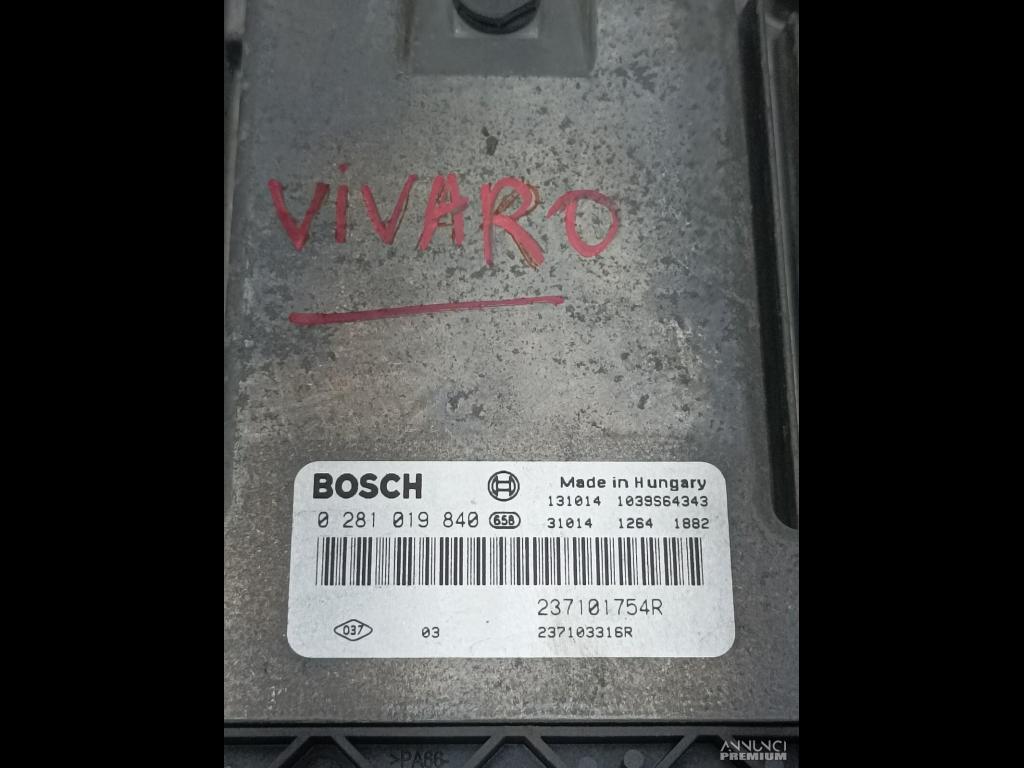 ViVARO
BOSCH
Made in Hungary
131014 1039S64343
0 281 019 840 658
31014 1264 1882
237101754R
037 03 237103316R
>PA66-
ANNUNCI
PREMIUM